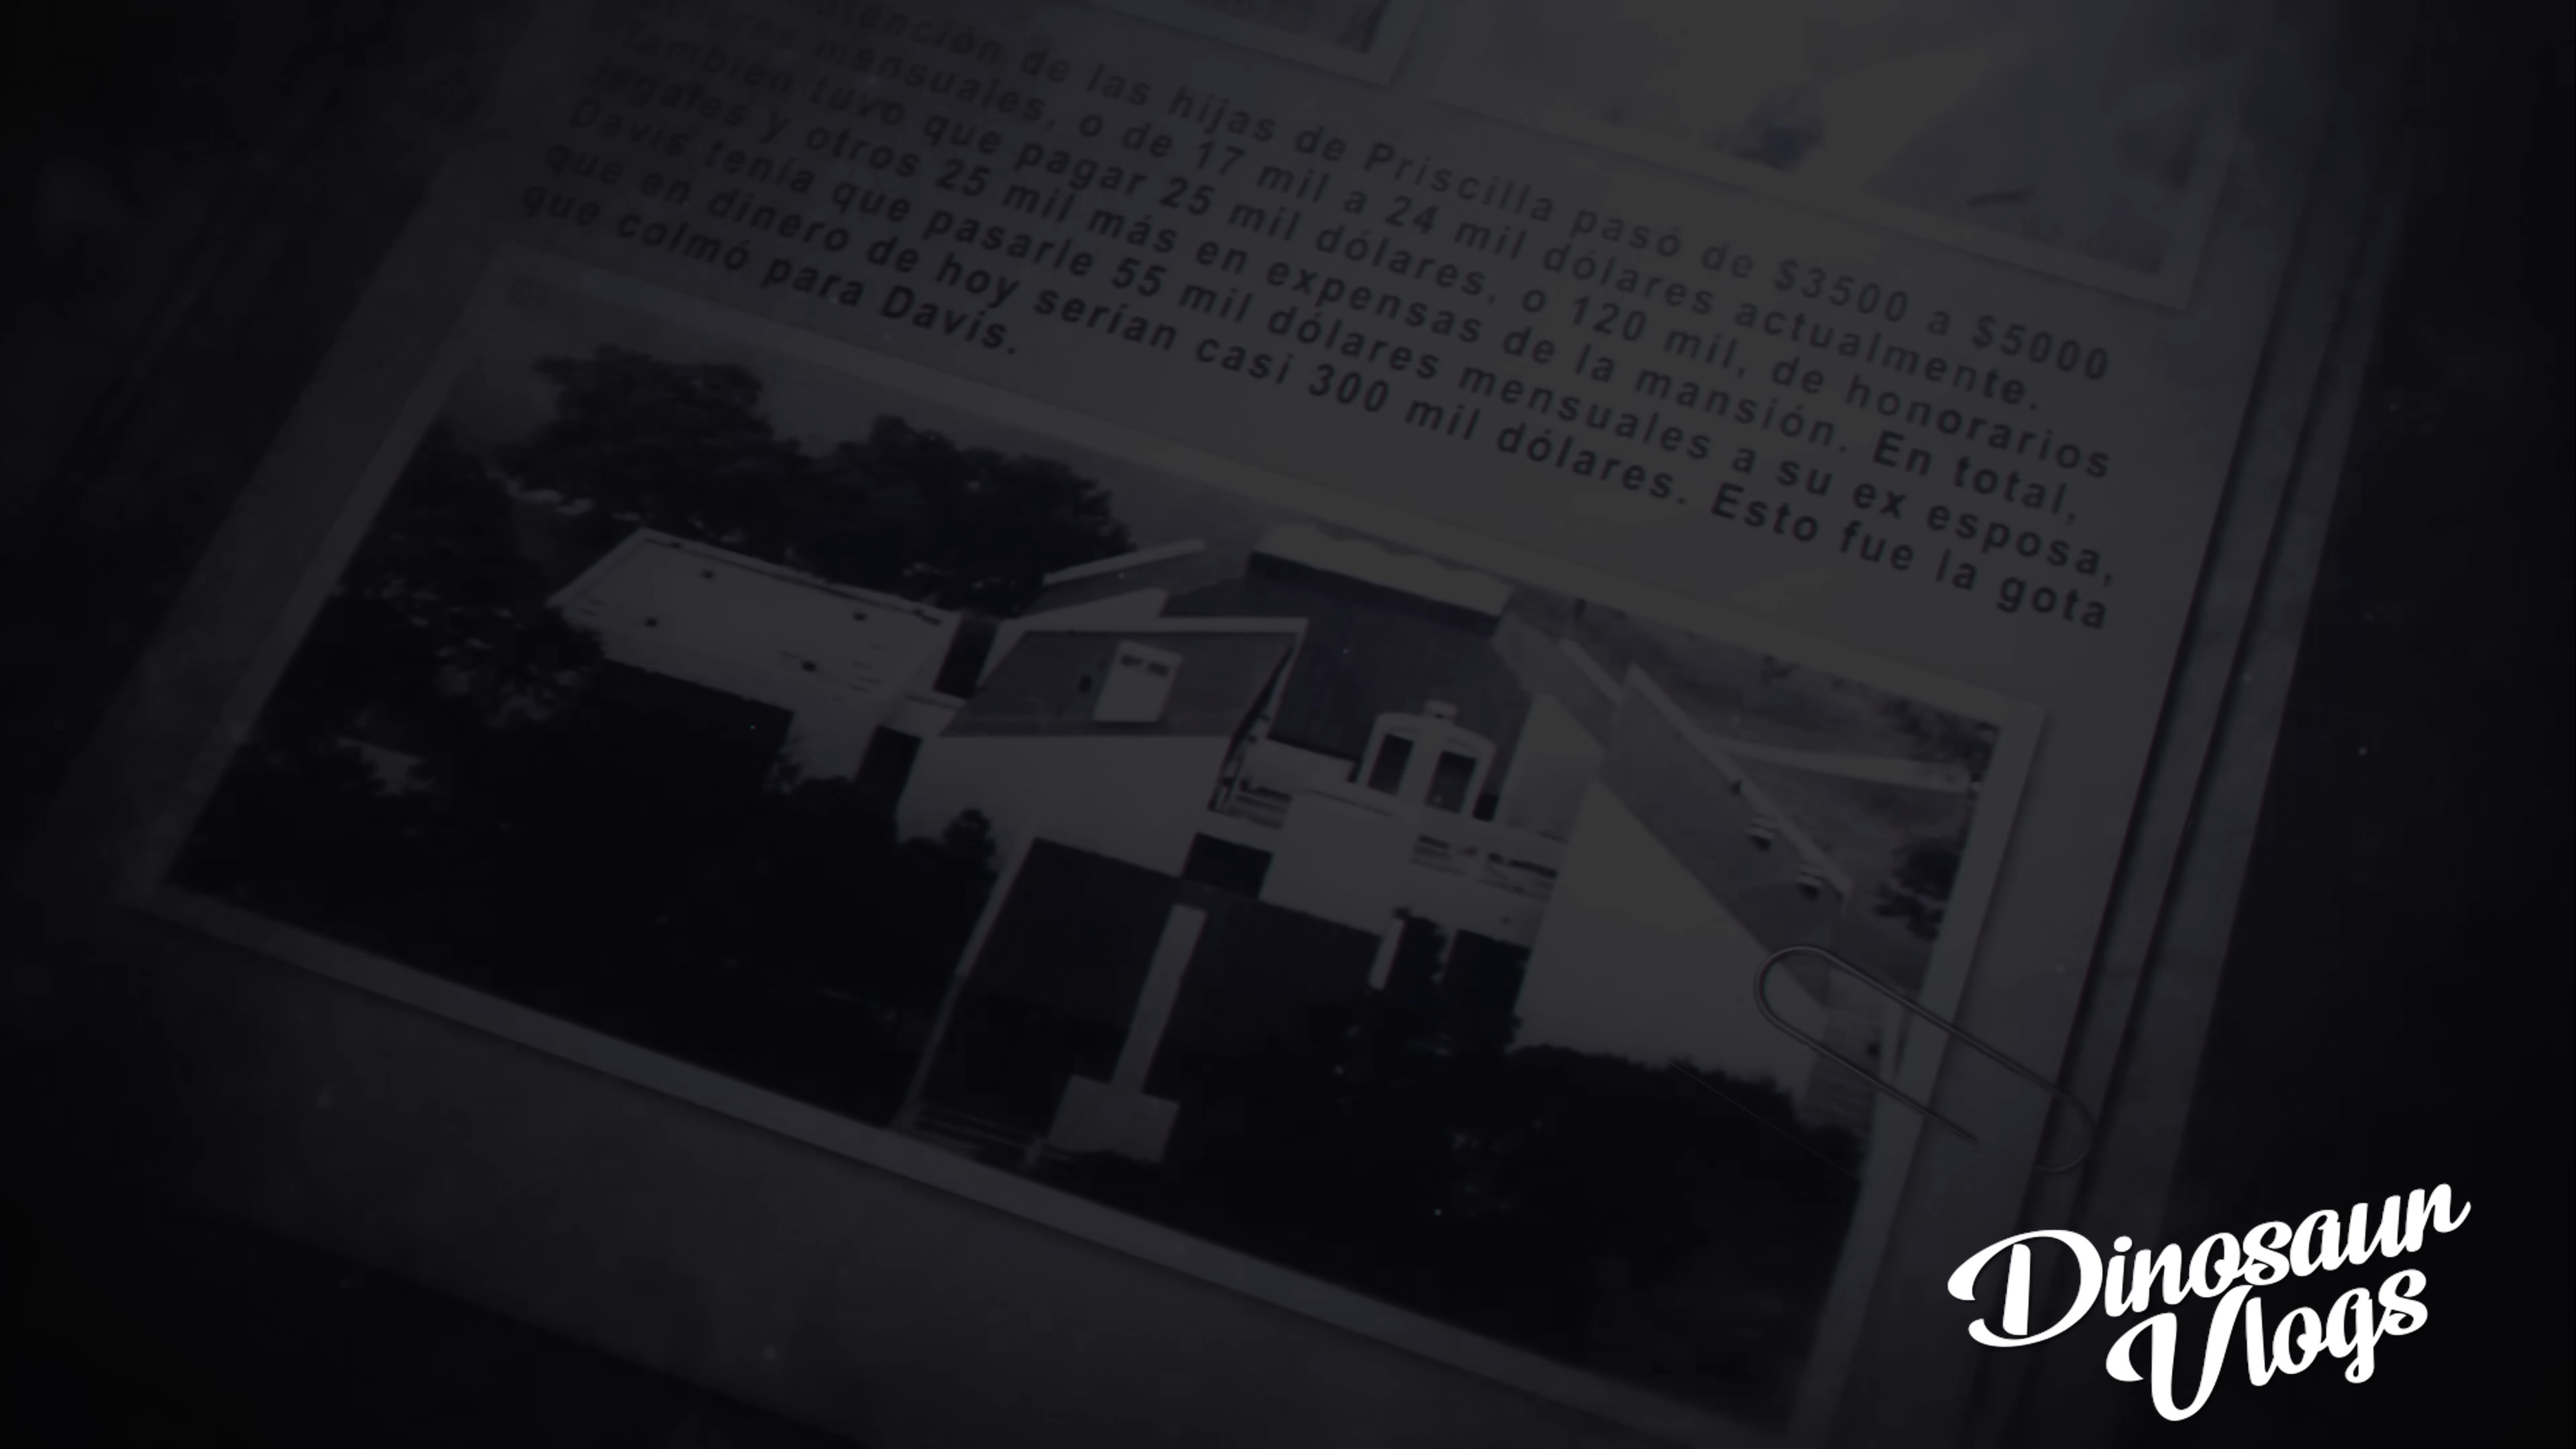 de las hijas de Priscilla pasó de $3500 a $5000
mensuales, o de 17 mil a 24 mil dólares actualmente.
También tuvo que pagar 25 mil dólares, o 120 mil, de honorarios
legales y otros 25 mil más en expensas de la mansión. En total,
Davis tenía que pasarle 55 mil dólares mensuales a su ex esposa,
que en dinero de hoy serían casi 300 mil dólares. Esto fue la gota
que colmó para Davis.
Dinosaur
Vlogs